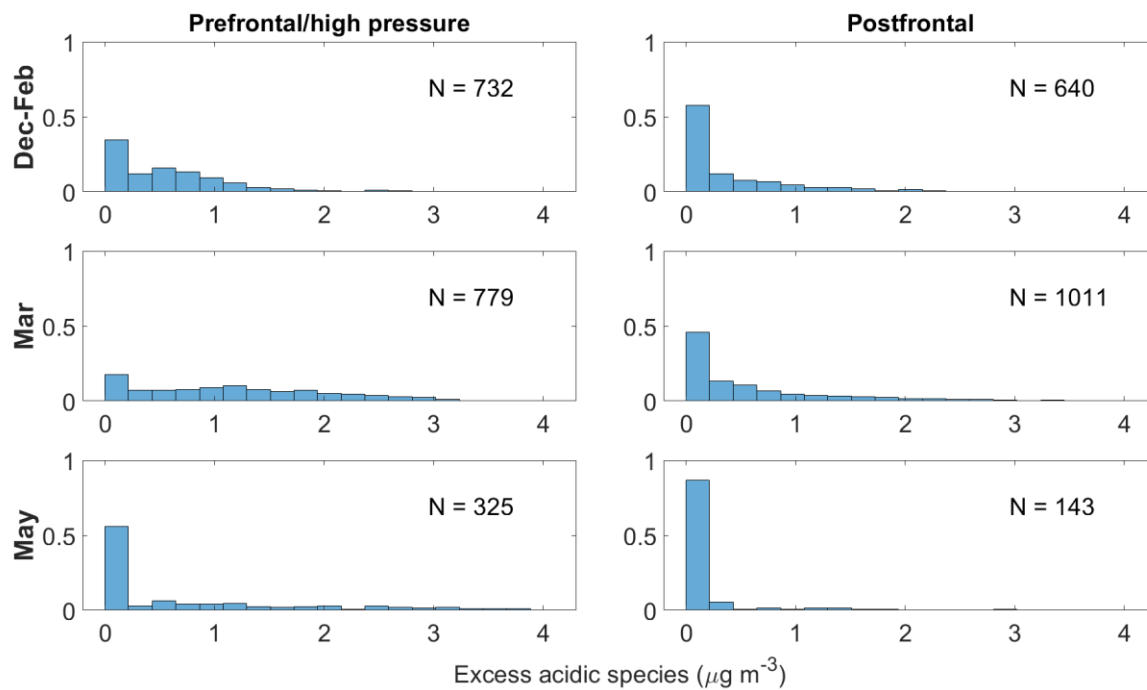 Prefrontal/high pressure
Postfrontal
Dec-Feb
1
0.5
0
N = 732
0 1 2 3 4
1
0.5
0
N = 640
0 1 2 3 4
Mar
1
0.5
0
N = 779
0 1 2 3 4
1
0.5
0
N = 1011
0 1 2 3 4
May
1
0.5
0
N = 325
0 1 2 3 4
1
0.5
0
N = 143
0 1 2 3 4
Excess acidic species (μg m⁻³)